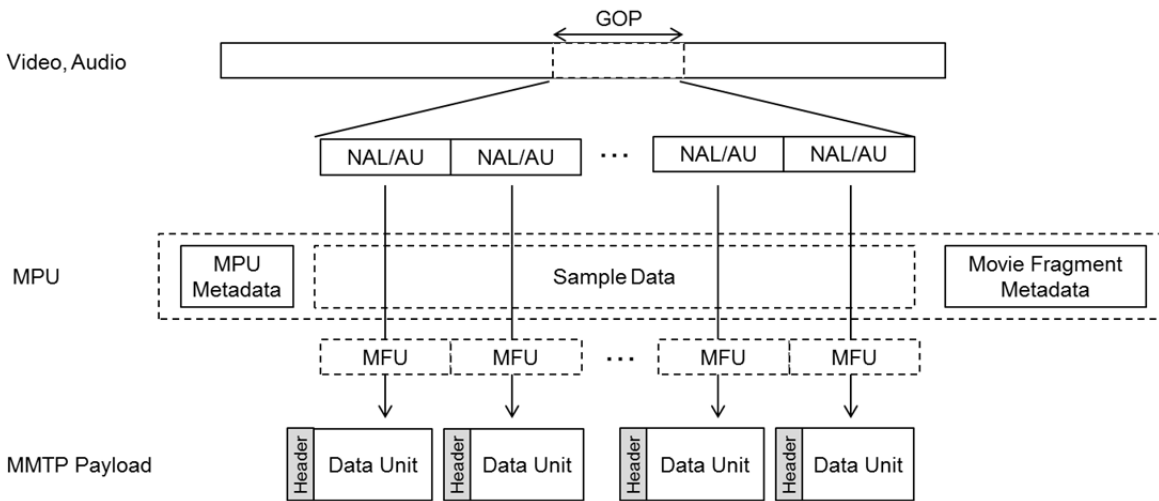 GOP
Video, Audio
NAL/AU NAL/AU ... NAL/AU NAL/AU
MPU
MPU
Metadata
Sample Data
Movie Fragment
Metadata
MFU MFU ... MFU MFU
MMTP Payload
Header Data Unit Header Data Unit Header Data Unit Header Data Unit